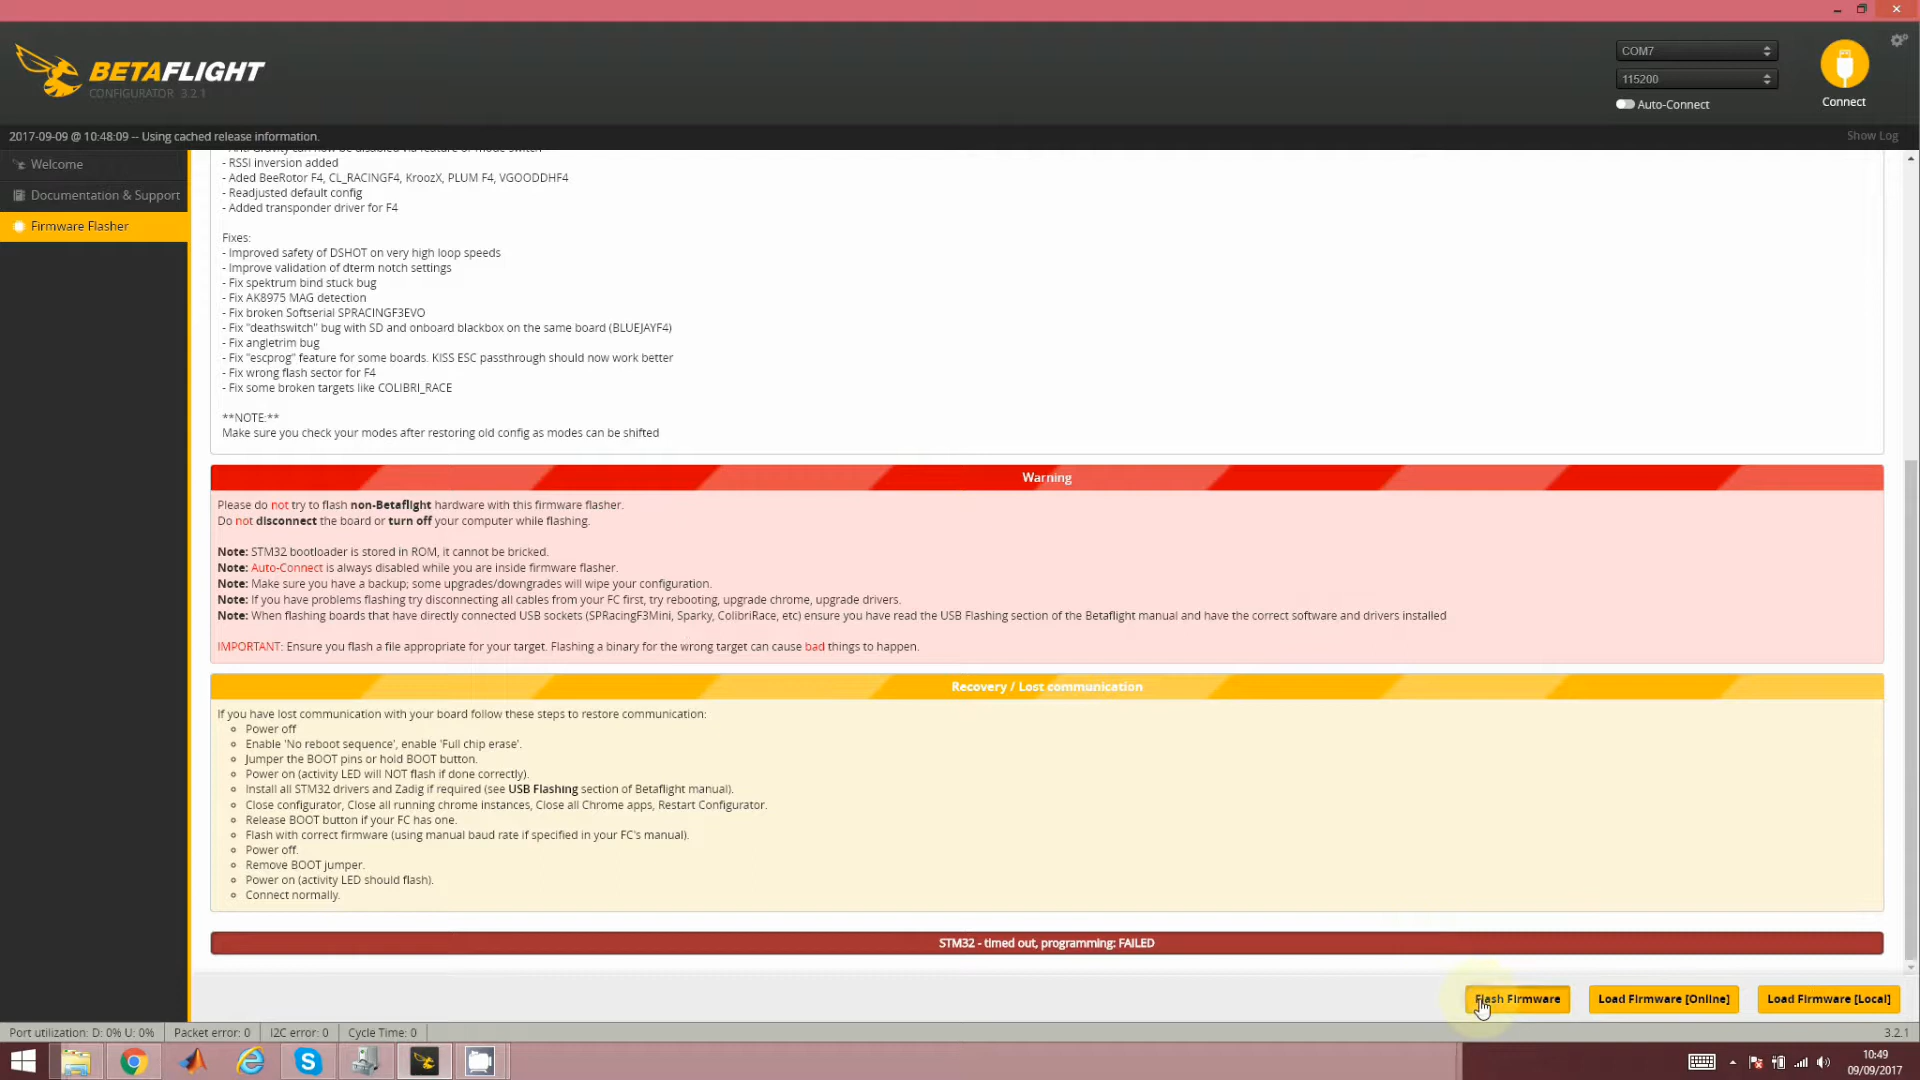 BETAFLIGHT
CONFIGURATOR 3.2.1
COM7
115200
Auto-Connect
Connect
2017-09-09 @ 10:48:09 -- Using cached release information.
Show Log
Welcome
Documentation & Support
Firmware Flasher
- RSSI inversion added
- Aded BeeRotor F4, CL_RACINGF4, KroozX, PLUM F4, VGOODDHF4
- Readjusted default config
- Added transponder driver for F4
Fixes:
- Improved safety of DSHOT on very high loop speeds
- Improve validation of dterm notch settings
- Fix spektrum bind stuck bug
- Fix AK8975 MAG detection
- Fix broken Softserial SPRACINGF3EVO
- Fix "deathswitch" bug with SD and onboard blackbox on the same board (BLUEJAYF4)
- Fix angletrim bug
- Fix "escprog" feature for some boards. KISS ESC passthrough should now work better
- Fix wrong flash sector for F4
- Fix some broken targets like COLIBRI_RACE
**NOTE:**
Make sure you check your modes after restoring old config as modes can be shifted
Warning
Please do not try to flash non-Betaflight hardware with this firmware flasher.
Do not disconnect the board or turn off your computer while flashing.
Note: STM32 bootloader is stored in ROM, it cannot be bricked.
Note: Auto-Connect is always disabled while you are inside firmware flasher.
Note: Make sure you have a backup; some upgrades/downgrades will wipe your configuration.
Note: If you have problems flashing try disconnecting all cables from your FC first, try rebooting, upgrade chrome, upgrade drivers.
Note: When flashing boards that have directly connected USB sockets (SPRacingF3Mini, Sparky, ColibriRace, etc) ensure you have read the USB Flashing section of the Betaflight manual and have the correct software and drivers installed
IMPORTANT: Ensure you flash a file appropriate for your target. Flashing a binary for the wrong target can cause bad things to happen.
Recovery / Lost communication
If you have lost communication with your board follow these steps to restore communication:
Power off
Enable 'No reboot sequence', enable 'Full chip erase'.
Jumper the BOOT pins or hold BOOT button.
Power on (activity LED will NOT flash if done correctly).
Install all STM32 drivers and Zadig if required (see USB Flashing section of Betaflight manual).
Close configurator, Close all running chrome instances, Close all Chrome apps, Restart Configurator.
Release BOOT button if your FC has one.
Flash with correct firmware (using manual baud rate if specified in your FC's manual).
Power off.
Remove BOOT jumper.
Power on (activity LED should flash).
Connect normally.
STM32 - timed out, programming: FAILED
Flash Firmware
Load Firmware [Online]
Load Firmware [Local]
Port utilization: D: 0% U: 0%
Packet error: 0
I2C error: 0
Cycle Time: 0
3.2.1
10:49
09/09/2017